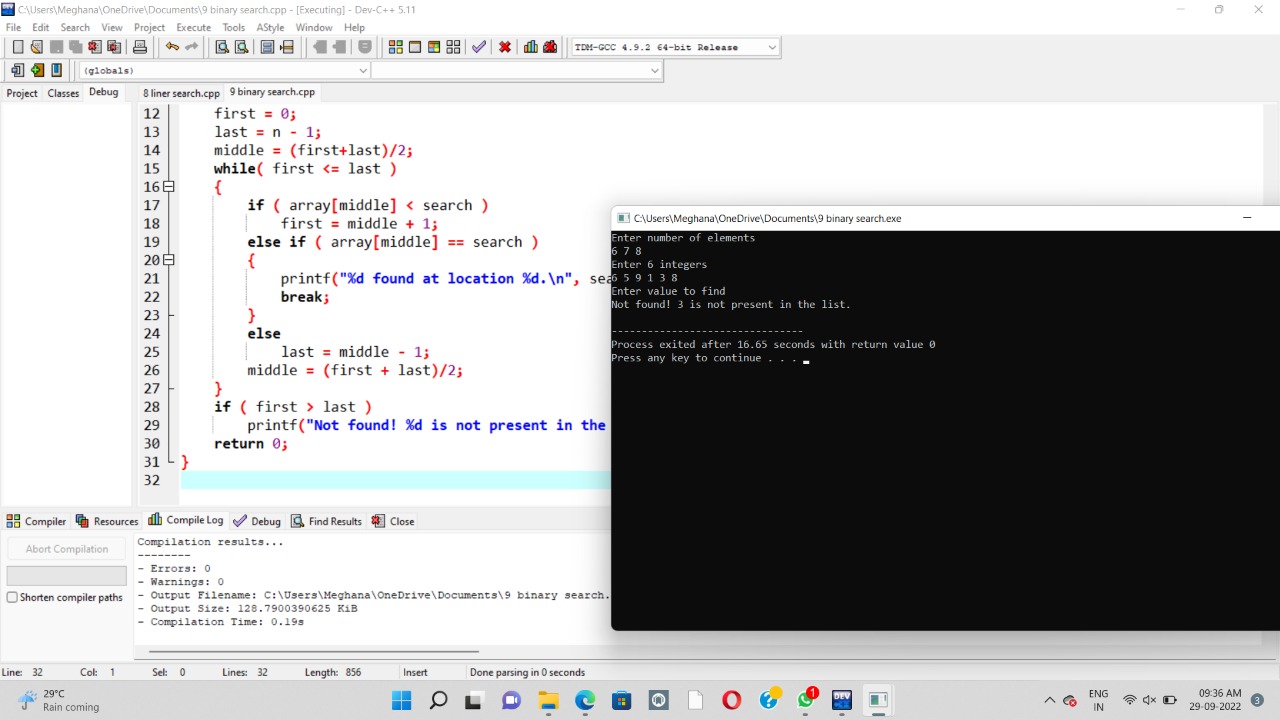 C:\Users\Meghana\OneDrive\Documents\9 binary search.cpp - [Executing] - Dev-C++ 5.11
File Edit Search View Project Execute Tools AStyle Window Help
TDM-GCC 4.9.2 64-bit Release
(globals)
Project Classes Debug
8 liner search.cpp 9 binary search.cpp
12 first = 0;
13 last = n - 1;
14 middle = (first+last)/2;
15 while( first <= last )
16 {
17 if ( array[middle] < search )
18 first = middle + 1;
19 else if ( array[middle] == search )
20 {
21 printf("%d found at location %d.\n", sea
22 break;
23 }
24 else
25 last = middle - 1;
26 middle = (first + last)/2;
27 }
28 if ( first > last )
29 printf("Not found! %d is not present in the
30 return 0;
31 }
32
C:\Users\Meghana\OneDrive\Documents\9 binary search.exe
Enter number of elements
6 7 8
Enter 6 integers
6 5 9 1 3 8
Enter value to find
Not found! 3 is not present in the list.
--------------------------------
Process exited after 16.65 seconds with return value 0
Press any key to continue . . .
Compiler Resources Compile Log Debug Find Results Close
Abort Compilation
Shorten compiler paths
Compilation results...
--------
- Errors: 0
- Warnings: 0
- Output Filename: C:\Users\Meghana\OneDrive\Documents\9 binary search.
- Output Size: 128.7900390625 KiB
- Compilation Time: 0.19s
Line: 32 Col: 1 Sel: 0 Lines: 32 Length: 856 Insert Done parsing in 0 seconds
29°C
Rain coming
DEV
1
ENG
IN
09:36 AM
29-09-2022
3